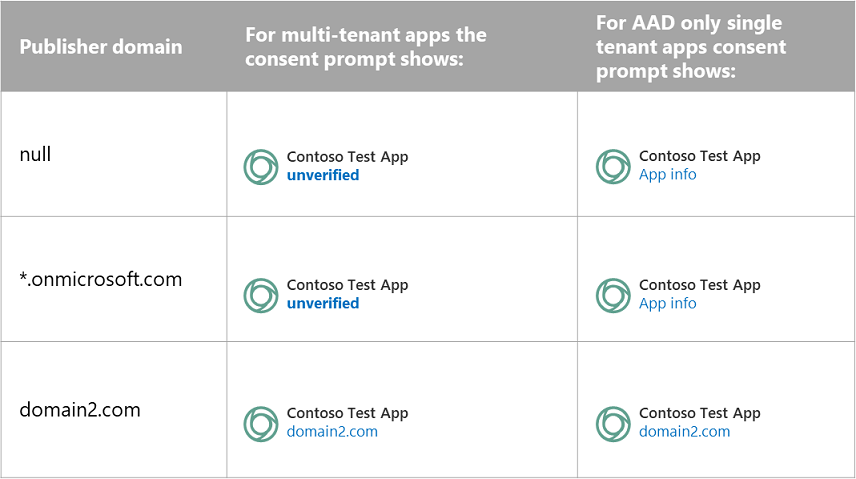 Publisher domain
For multi-tenant apps the
consent prompt shows:
For AAD only single
tenant apps consent
prompt shows:
null
Contoso Test App
unverified
Contoso Test App
App info
*.onmicrosoft.com
Contoso Test App
unverified
Contoso Test App
App info
domain2.com
Contoso Test App
domain2.com
Contoso Test App
domain2.com